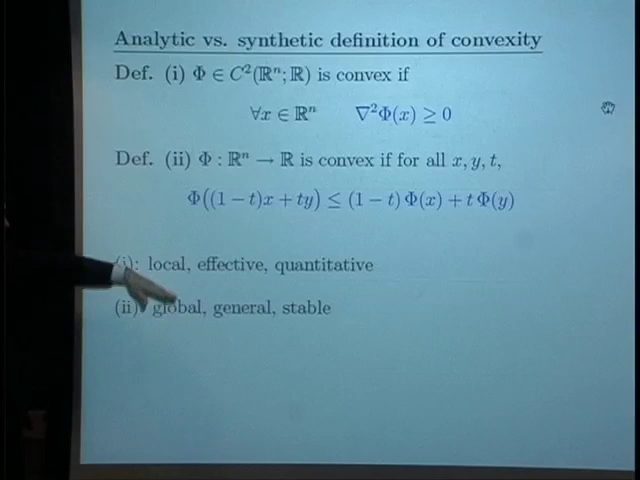 Analytic vs. synthetic definition of convexity
Def. (i) Φ ∈ C²(ℝⁿ; ℝ) is convex if
∀x ∈ ℝⁿ ∇²Φ(x) ≥ 0
Def. (ii) Φ : ℝⁿ → ℝ is convex if for all x, y, t,
Φ((1 − t)x + ty) ≤ (1 − t) Φ(x) + t Φ(y)
(i): local, effective, quantitative
(ii): global, general, stable